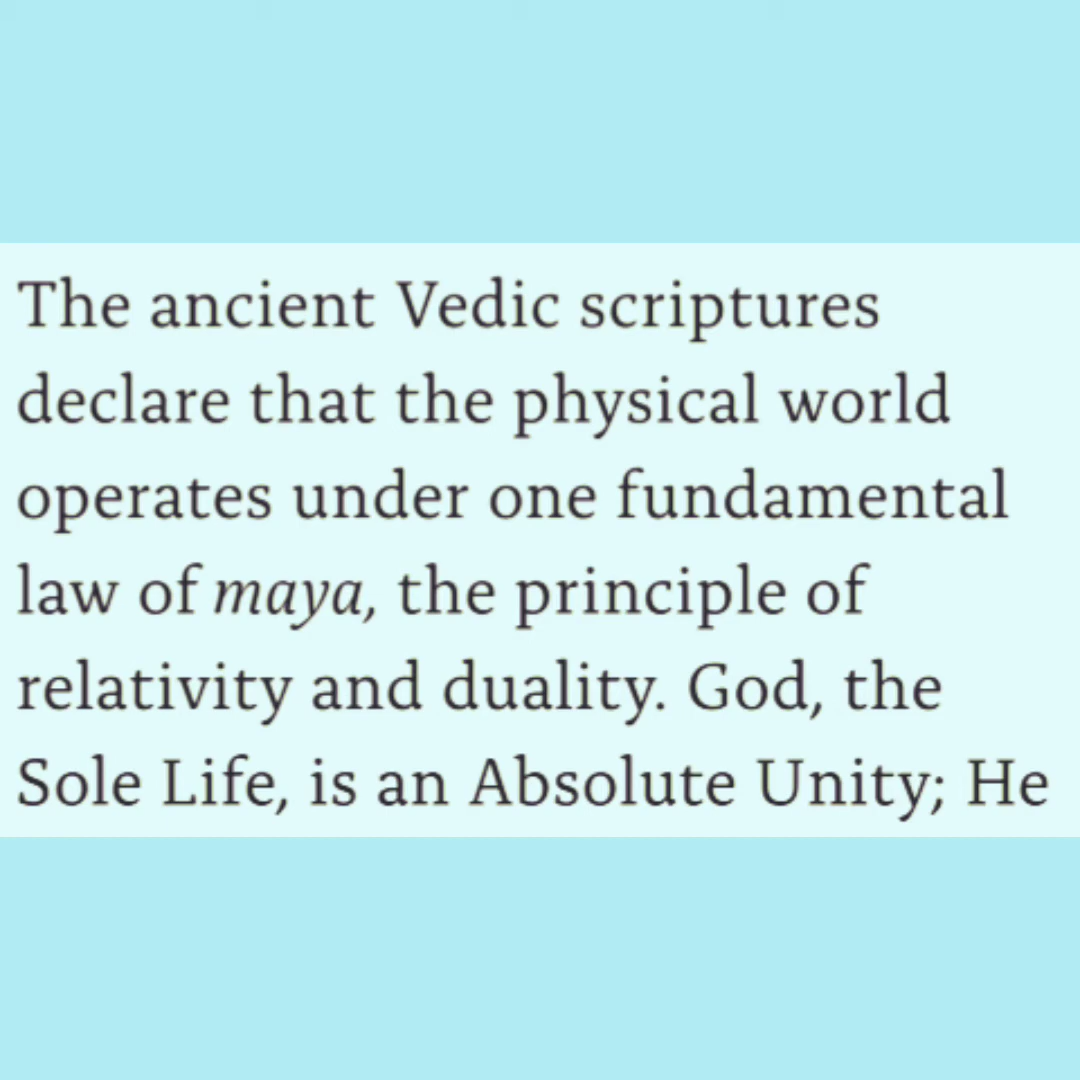 The ancient Vedic scriptures
declare that the physical world
operates under one fundamental
law of maya, the principle of
relativity and duality. God, the
Sole Life, is an Absolute Unity; He